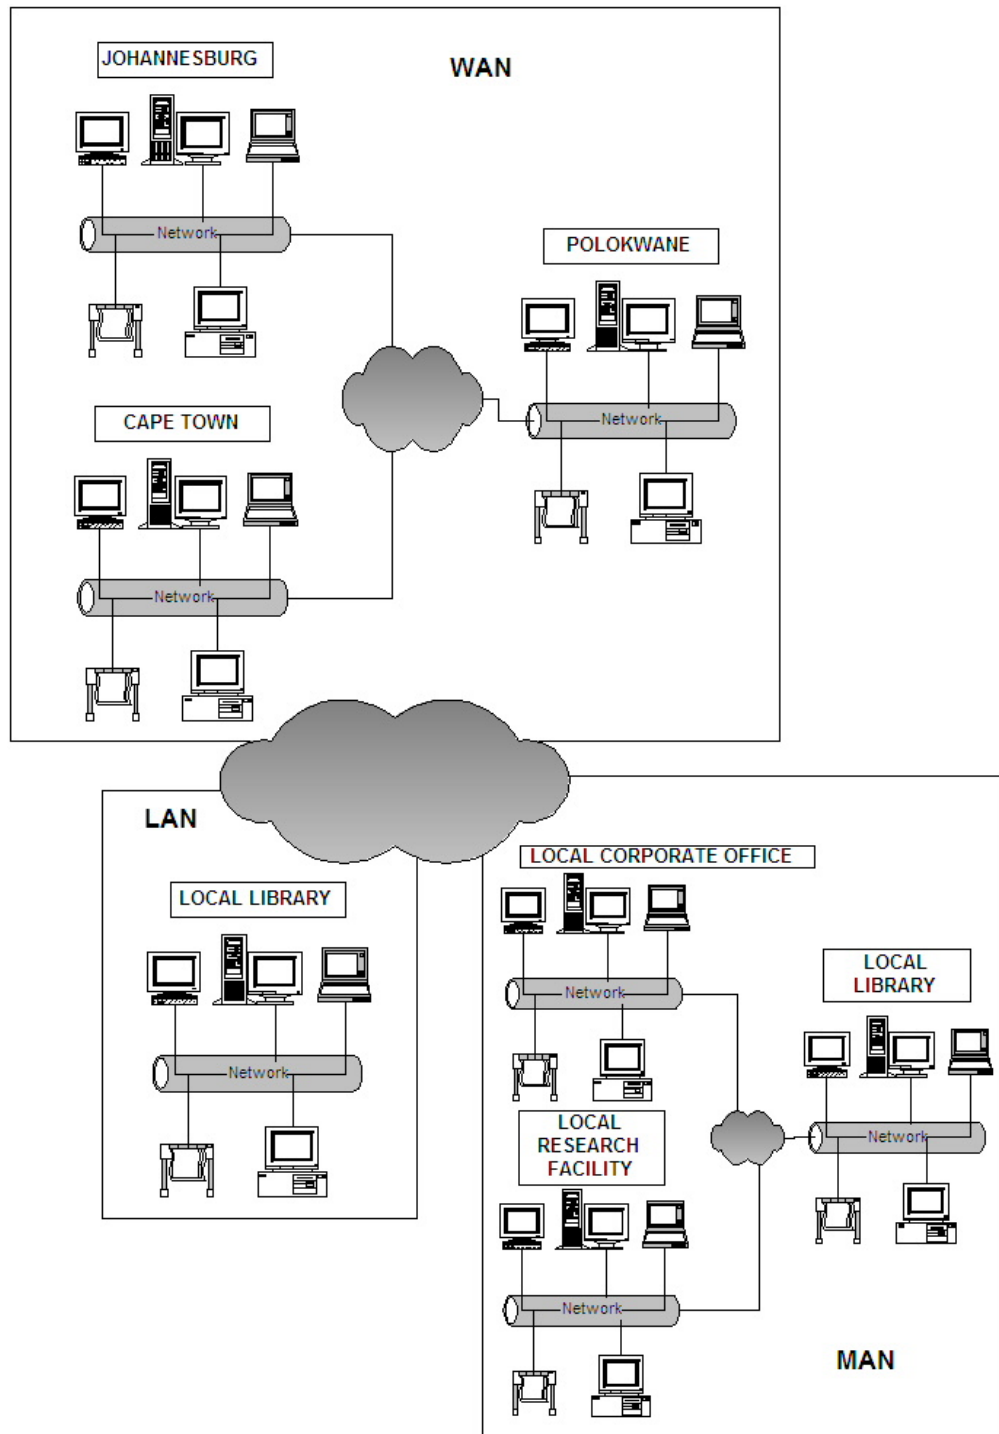 JOHANNESBURG
WAN
Network
POLOKWANE
Network
CAPE TOWN
Network
LAN
LOCAL LIBRARY
Network
LOCAL CORPORATE OFFICE
Network
LOCAL
LIBRARY
Network
LOCAL
RESEARCH
FACILITY
Network
MAN